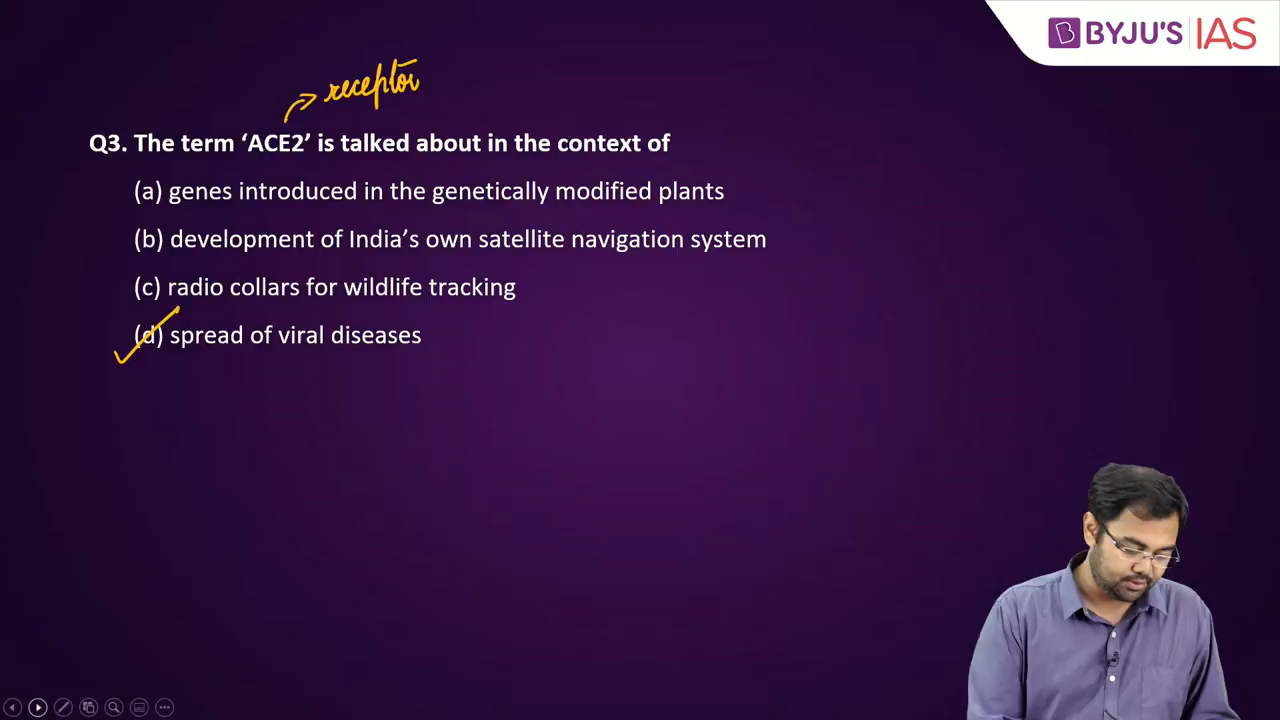 BYJU'S IAS
receptor
Q3. The term ‘ACE2’ is talked about in the context of
(a) genes introduced in the genetically modified plants
(b) development of India’s own satellite navigation system
(c) radio collars for wildlife tracking
(d) spread of viral diseases